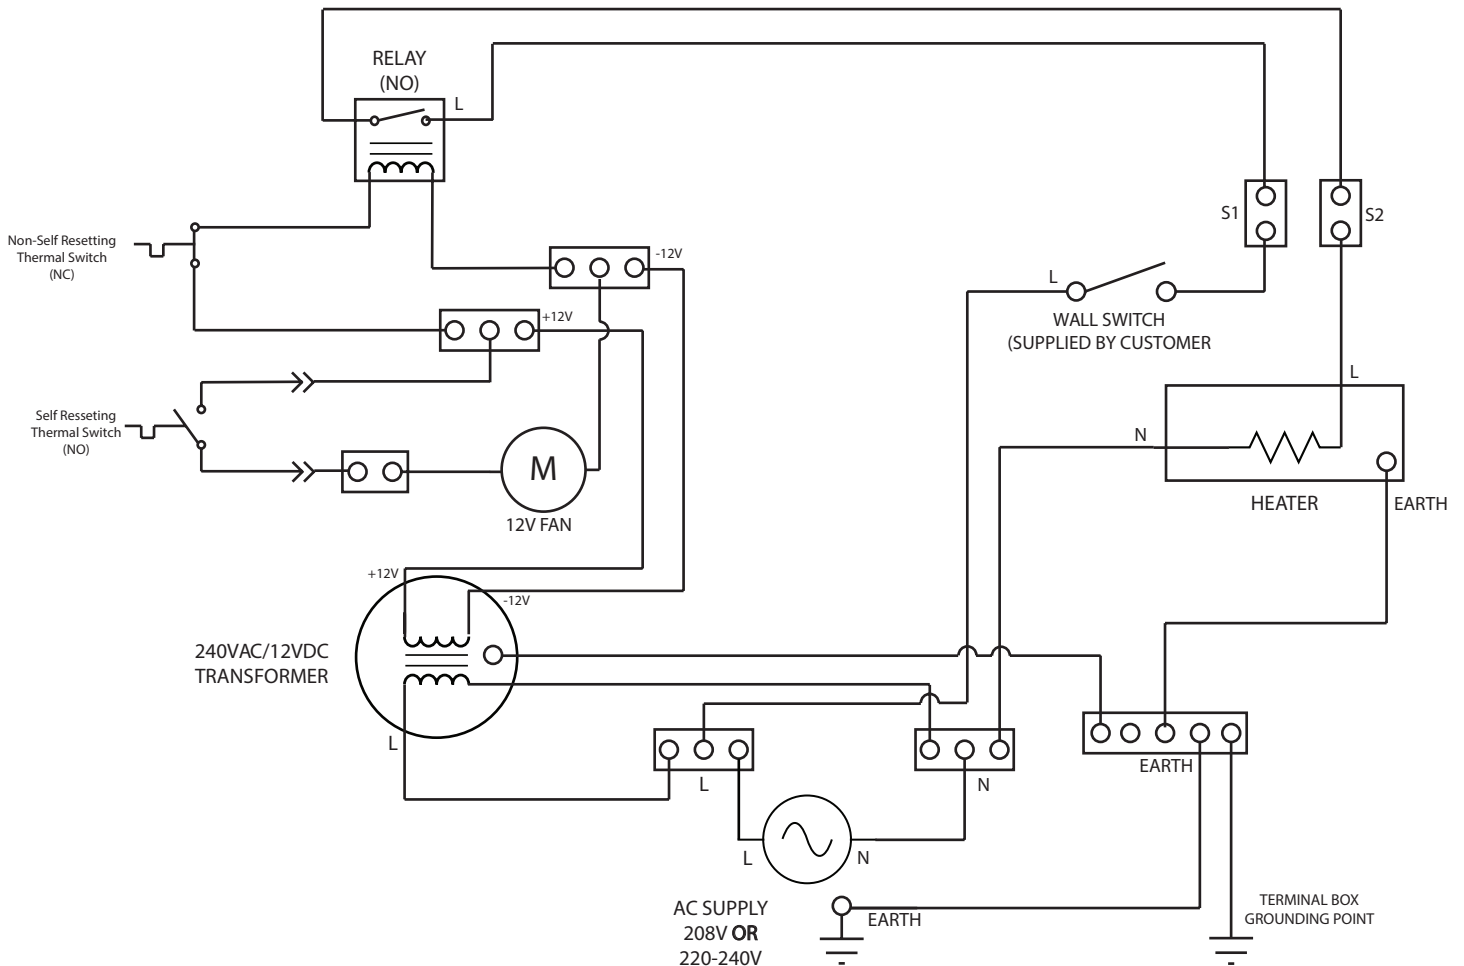 RELAY
(NO)
L
Non-Self Resetting
Thermal Switch
(NC)
-12V
+12V
S1
S2
L
WALL SWITCH
(SUPPLIED BY CUSTOMER
L
N
HEATER
EARTH
Self Resseting
Thermal Switch
(NO)
M
12V FAN
+12V
-12V
240VAC/12VDC
TRANSFORMER
L
L
N
EARTH
L
N
AC SUPPLY
208V OR
220-240V
EARTH
TERMINAL BOX
GROUNDING POINT